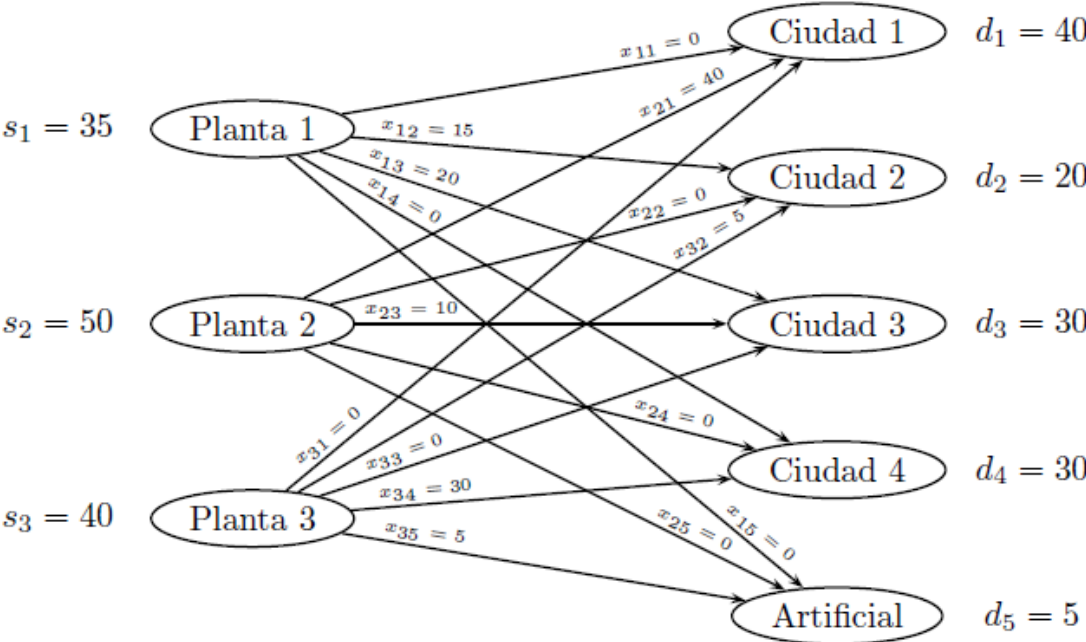 Ciudad 1 d₁ = 40
x₁₁ = 0
x₂₁ = 40
s₁ = 35 Planta 1
x₁₂ = 15
x₁₃ = 20
x₁₄ = 0
Ciudad 2 d₂ = 20
x₂₂ = 0
x₃₂ = 5
s₂ = 50 Planta 2
x₂₃ = 10
Ciudad 3 d₃ = 30
x₂₄ = 0
x₃₁ = 0
x₃₃ = 0
Ciudad 4 d₄ = 30
x₃₄ = 30
s₃ = 40 Planta 3
x₃₅ = 5
x₂₅ = 0
x₁₅ = 0
Artificial d₅ = 5